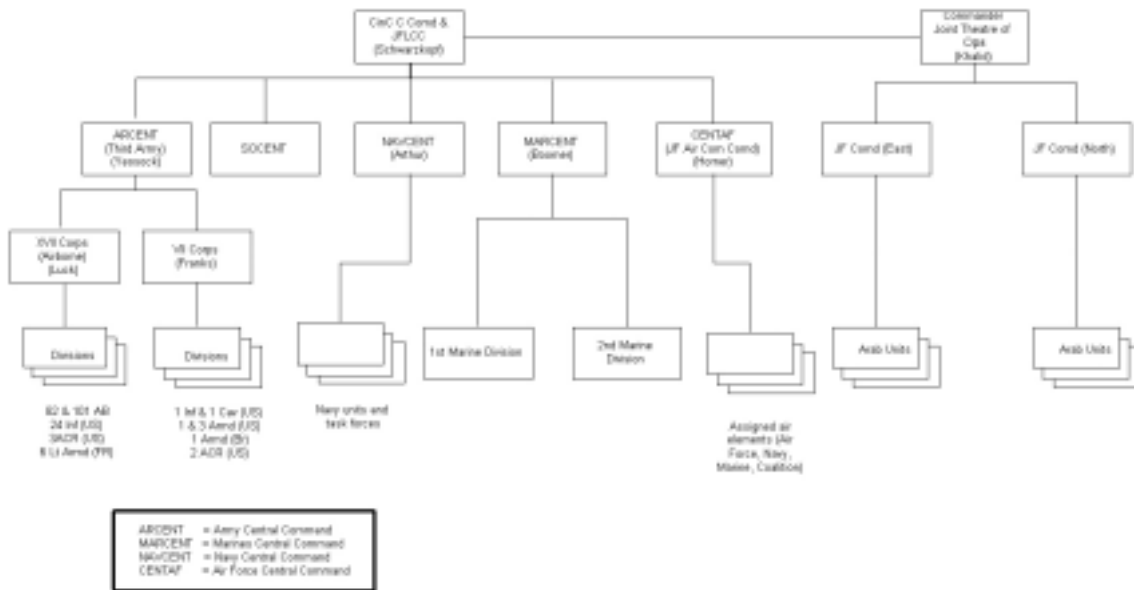 CinC C Comd &
JFLCC
(Schwarzkopf)
Commander
Joint Theatre of
Ops
(Khalid)
ARCENT
(Third Army)
(Yeosock)
SOCENT
NAVCENT
(Arthur)
MARCENT
(Boomer)
CENTAF
(JF Air Com Comd)
(Horner)
JF Comd (East)
JF Comd (North)
XVIII Corps
(Airborne)
(Luck)
VII Corps
(Franks)
Divisions
Divisions
1st Marine Division
2nd Marine
Division
Arab Units
Arab Units
82 & 101 AB
24 Inf (US)
3ACR (US)
6 Lt Armd (FR)
1 Inf & 1 Cav (US)
1 & 3 Armd (US)
1 Armd (Br)
2 ACR (US)
Navy units and
task forces
Assigned air
elements (Air
Force, Navy,
Marine, Coalition)
ARCENT = Army Central Command
MARCENT = Marines Central Command
NAVCENT = Navy Central Command
CENTAF = Air Force Central Command